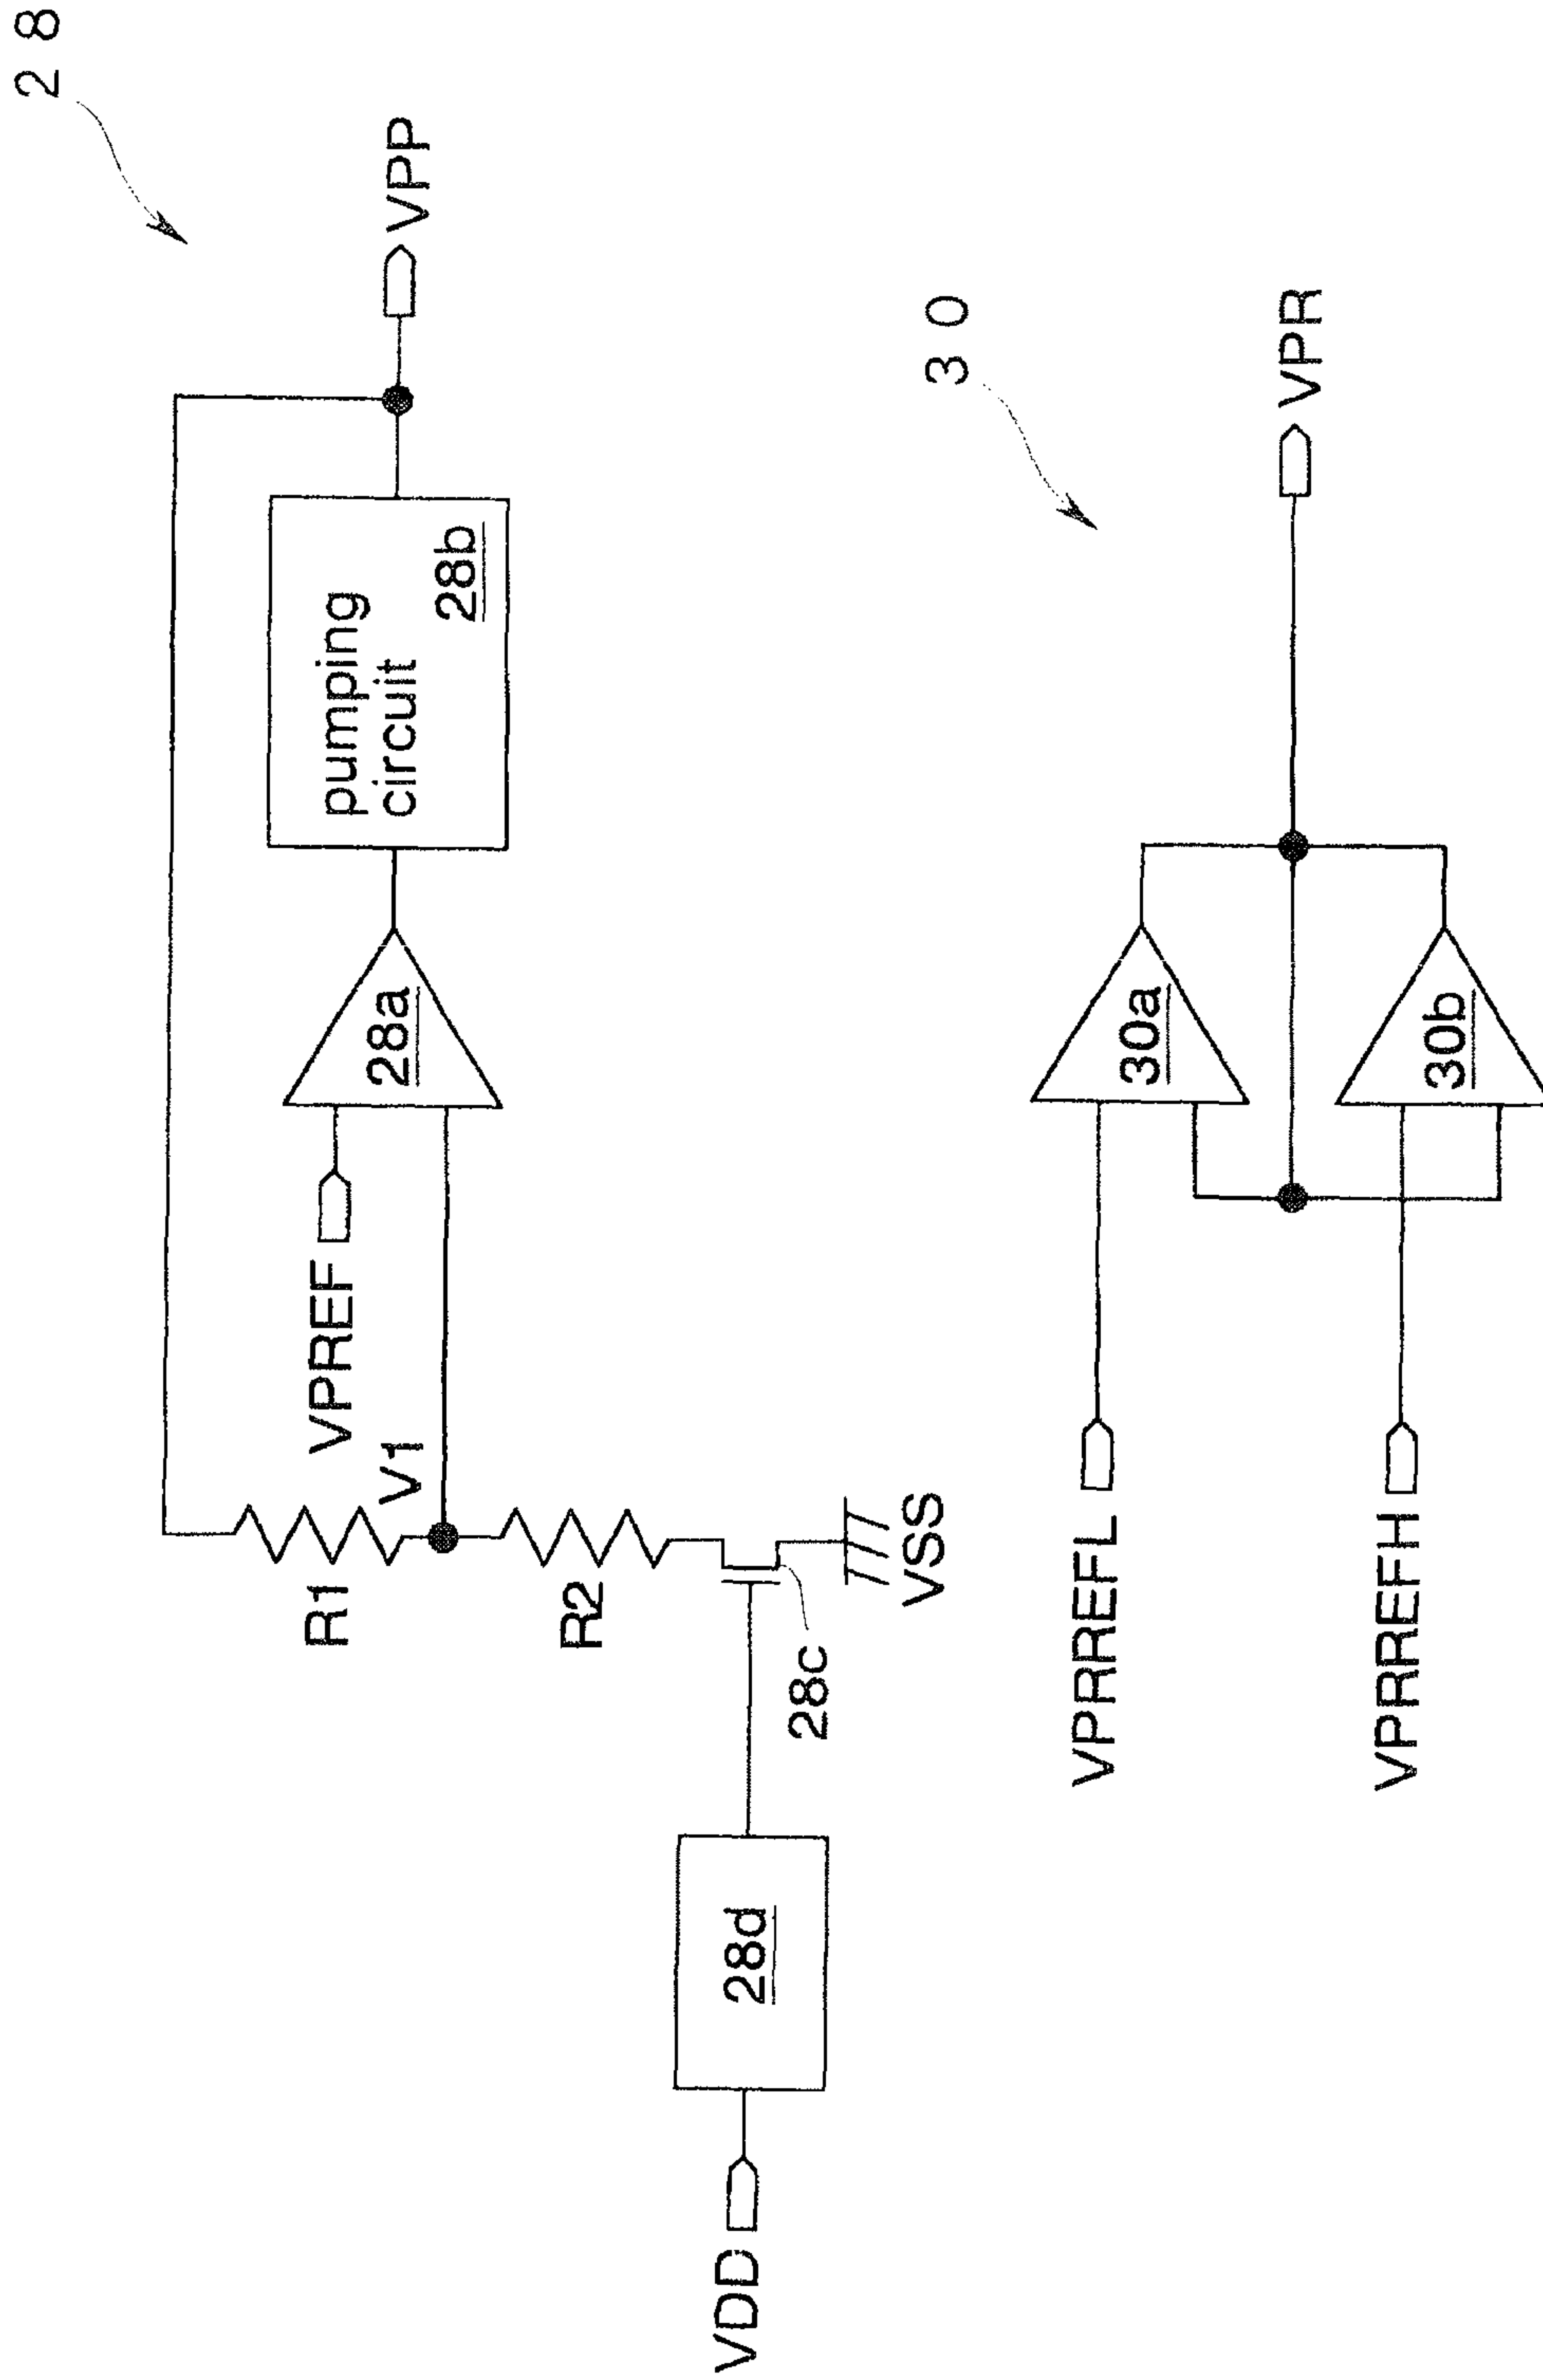 28
VPP
pumping
circuit
28b
28a
VPREF
V1
R1
R2
28c
VSS
28d
VDD
30
VPR
30a
30b
VPRREFL
VPRREFH